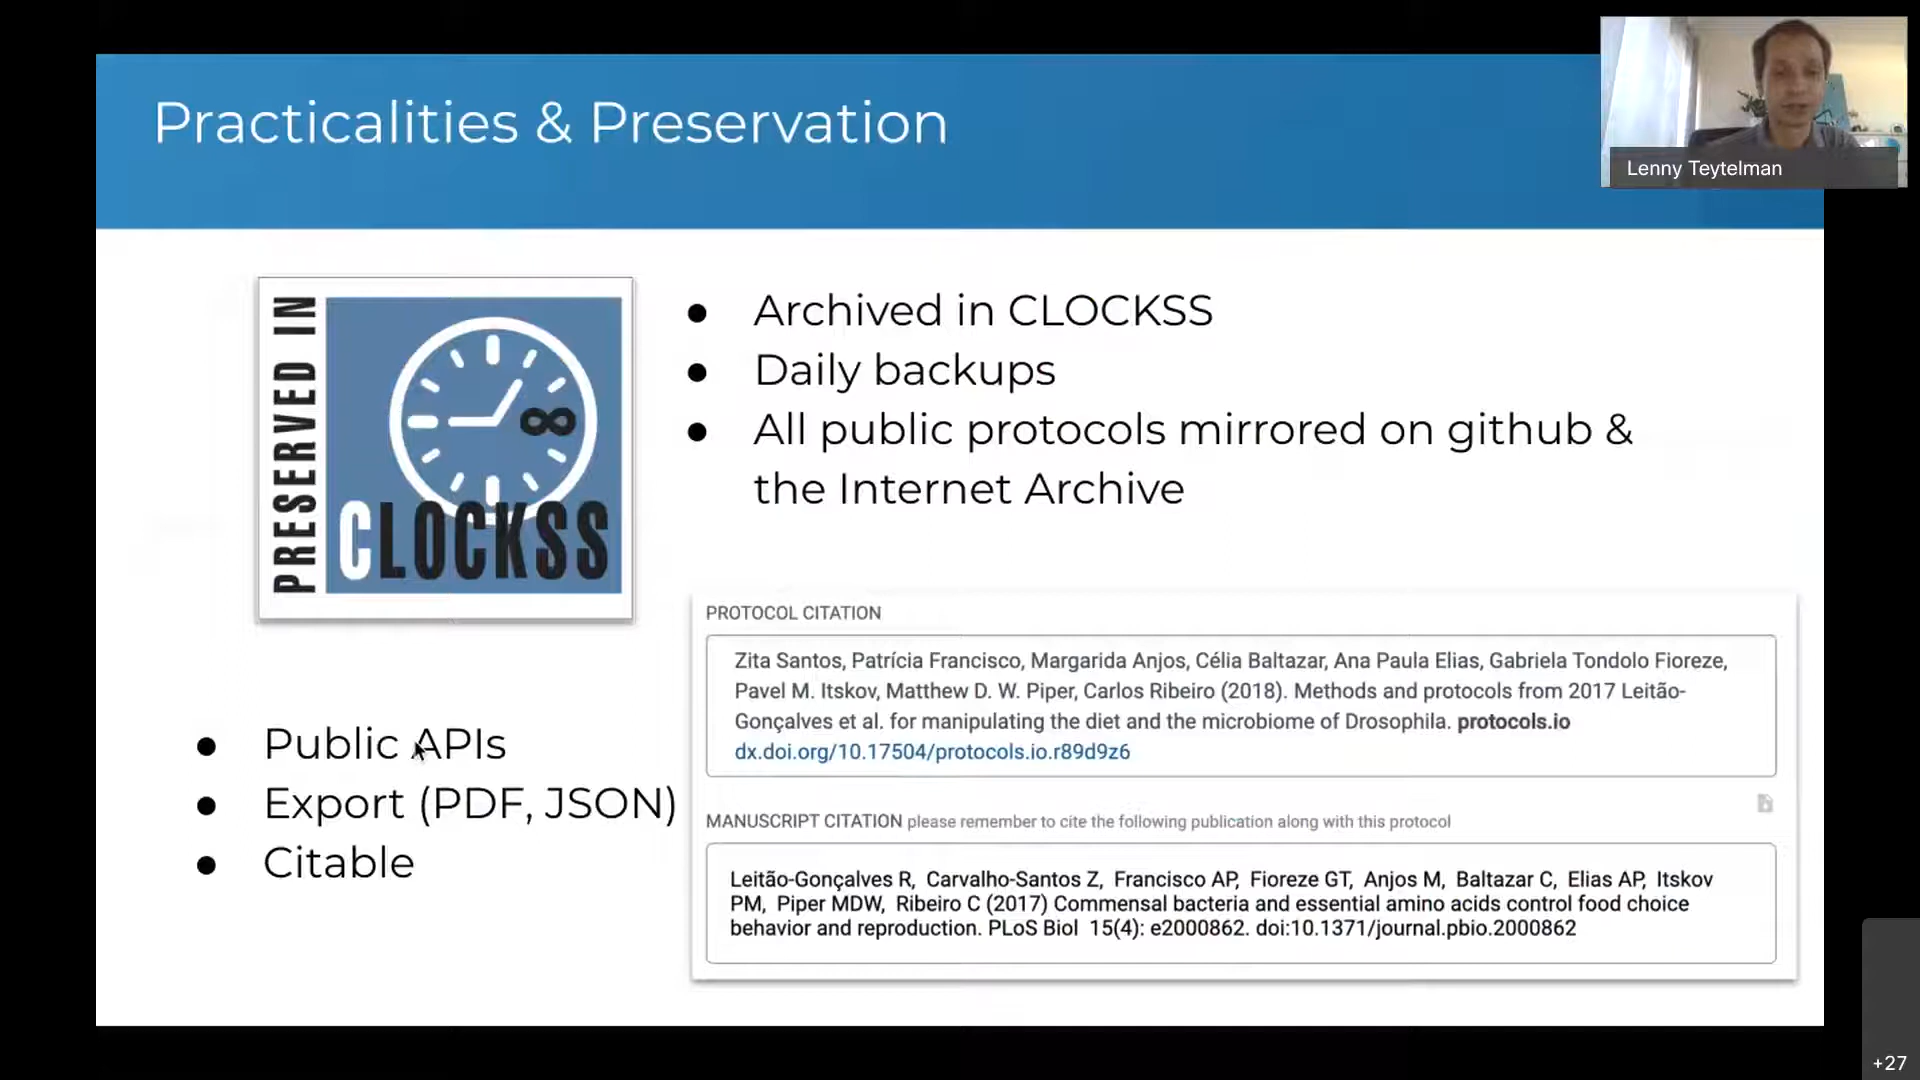 Practicalities & Preservation
Lenny Teytelman
PRESERVED IN
CLOCKSS
● Archived in CLOCKSS
● Daily backups
● All public protocols mirrored on github &
the Internet Archive
● Public APIs
● Export (PDF, JSON)
● Citable
PROTOCOL CITATION
Zita Santos, Patrícia Francisco, Margarida Anjos, Célia Baltazar, Ana Paula Elias, Gabriela Tondolo Fioreze,
Pavel M. Itskov, Matthew D. W. Piper, Carlos Ribeiro (2018). Methods and protocols from 2017 Leitão-
Gonçalves et al. for manipulating the diet and the microbiome of Drosophila. protocols.io
dx.doi.org/10.17504/protocols.io.r89d9z6
MANUSCRIPT CITATION please remember to cite the following publication along with this protocol
Leitão-Gonçalves R, Carvalho-Santos Z, Francisco AP, Fioreze GT, Anjos M, Baltazar C, Elias AP, Itskov
PM, Piper MDW, Ribeiro C (2017) Commensal bacteria and essential amino acids control food choice
behavior and reproduction. PLoS Biol 15(4): e2000862. doi:10.1371/journal.pbio.2000862
+27